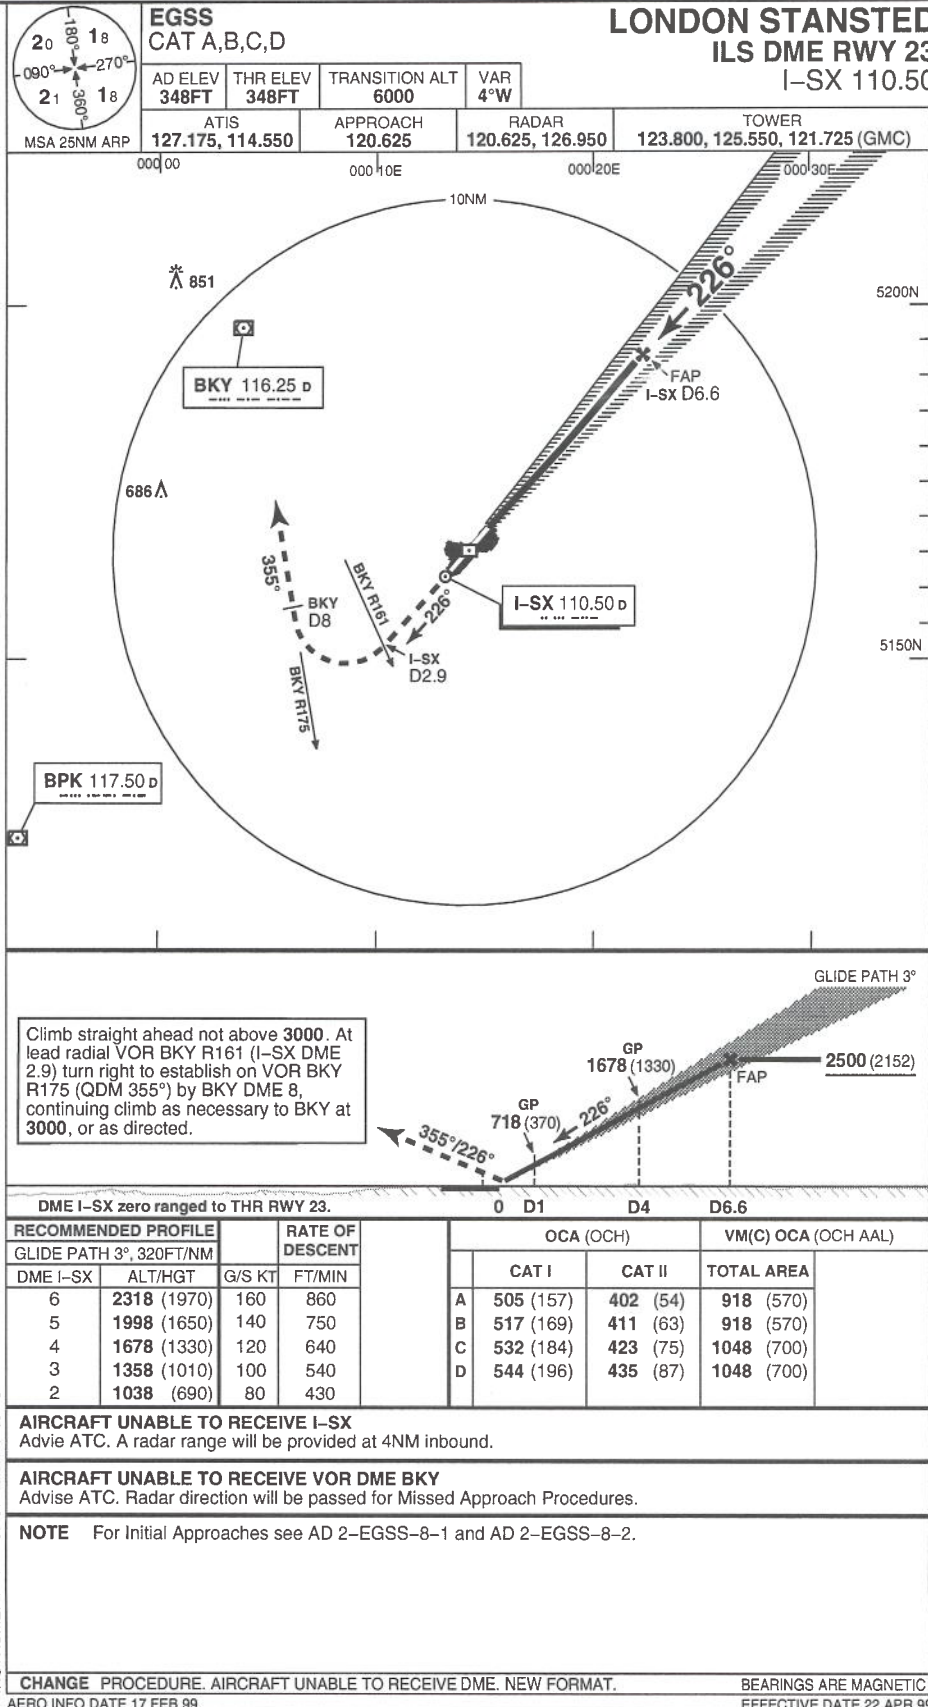 EGSS
CAT A,B,C,D
LONDON STANSTED
ILS DME RWY 23
I–SX 110.50
20 180° 18
090° 270°
21 360° 18
MSA 25NM ARP
AD ELEV THR ELEV TRANSITION ALT VAR
348FT 348FT 6000 4°W
ATIS APPROACH RADAR TOWER
127.175, 114.550 120.625 120.625, 126.950 123.800, 125.550, 121.725 (GMC)
000 00 000 10E 000 20E 000 30E
10NM
226°
851
5200N
BKY 116.25 D
FAP
I–SX D6.6
686
355°
BKY R161
BKY
D8
226°
I–SX 110.50 D
I–SX
D2.9
5150N
BKY R175
BPK 117.50 D
GLIDE PATH 3°
Climb straight ahead not above 3000. At
lead radial VOR BKY R161 (I–SX DME
2.9) turn right to establish on VOR BKY
R175 (QDM 355°) by BKY DME 8,
continuing climb as necessary to BKY at
3000, or as directed.
GP
1678 (1330)
2500 (2152)
FAP
GP
718 (370)
226°
355°/226°
DME I–SX zero ranged to THR RWY 23. 0 D1 D4 D6.6
RECOMMENDED PROFILE RATE OF
DESCENT
GLIDE PATH 3°, 320FT/NM
DME I–SX ALT/HGT G/S KT FT/MIN
6 2318 (1970) 160 860
5 1998 (1650) 140 750
4 1678 (1330) 120 640
3 1358 (1010) 100 540
2 1038 (690) 80 430
OCA (OCH) VM(C) OCA (OCH AAL)
CAT I CAT II TOTAL AREA
A 505 (157) 402 (54) 918 (570)
B 517 (169) 411 (63) 918 (570)
C 532 (184) 423 (75) 1048 (700)
D 544 (196) 435 (87) 1048 (700)
AIRCRAFT UNABLE TO RECEIVE I–SX
Advie ATC. A radar range will be provided at 4NM inbound.
AIRCRAFT UNABLE TO RECEIVE VOR DME BKY
Advise ATC. Radar direction will be passed for Missed Approach Procedures.
NOTE For Initial Approaches see AD 2–EGSS–8–1 and AD 2–EGSS–8–2.
CHANGE PROCEDURE. AIRCRAFT UNABLE TO RECEIVE DME. NEW FORMAT. BEARINGS ARE MAGNETIC
AERO INFO DATE 17 FEB 99 EFFECTIVE DATE 22 APR 99